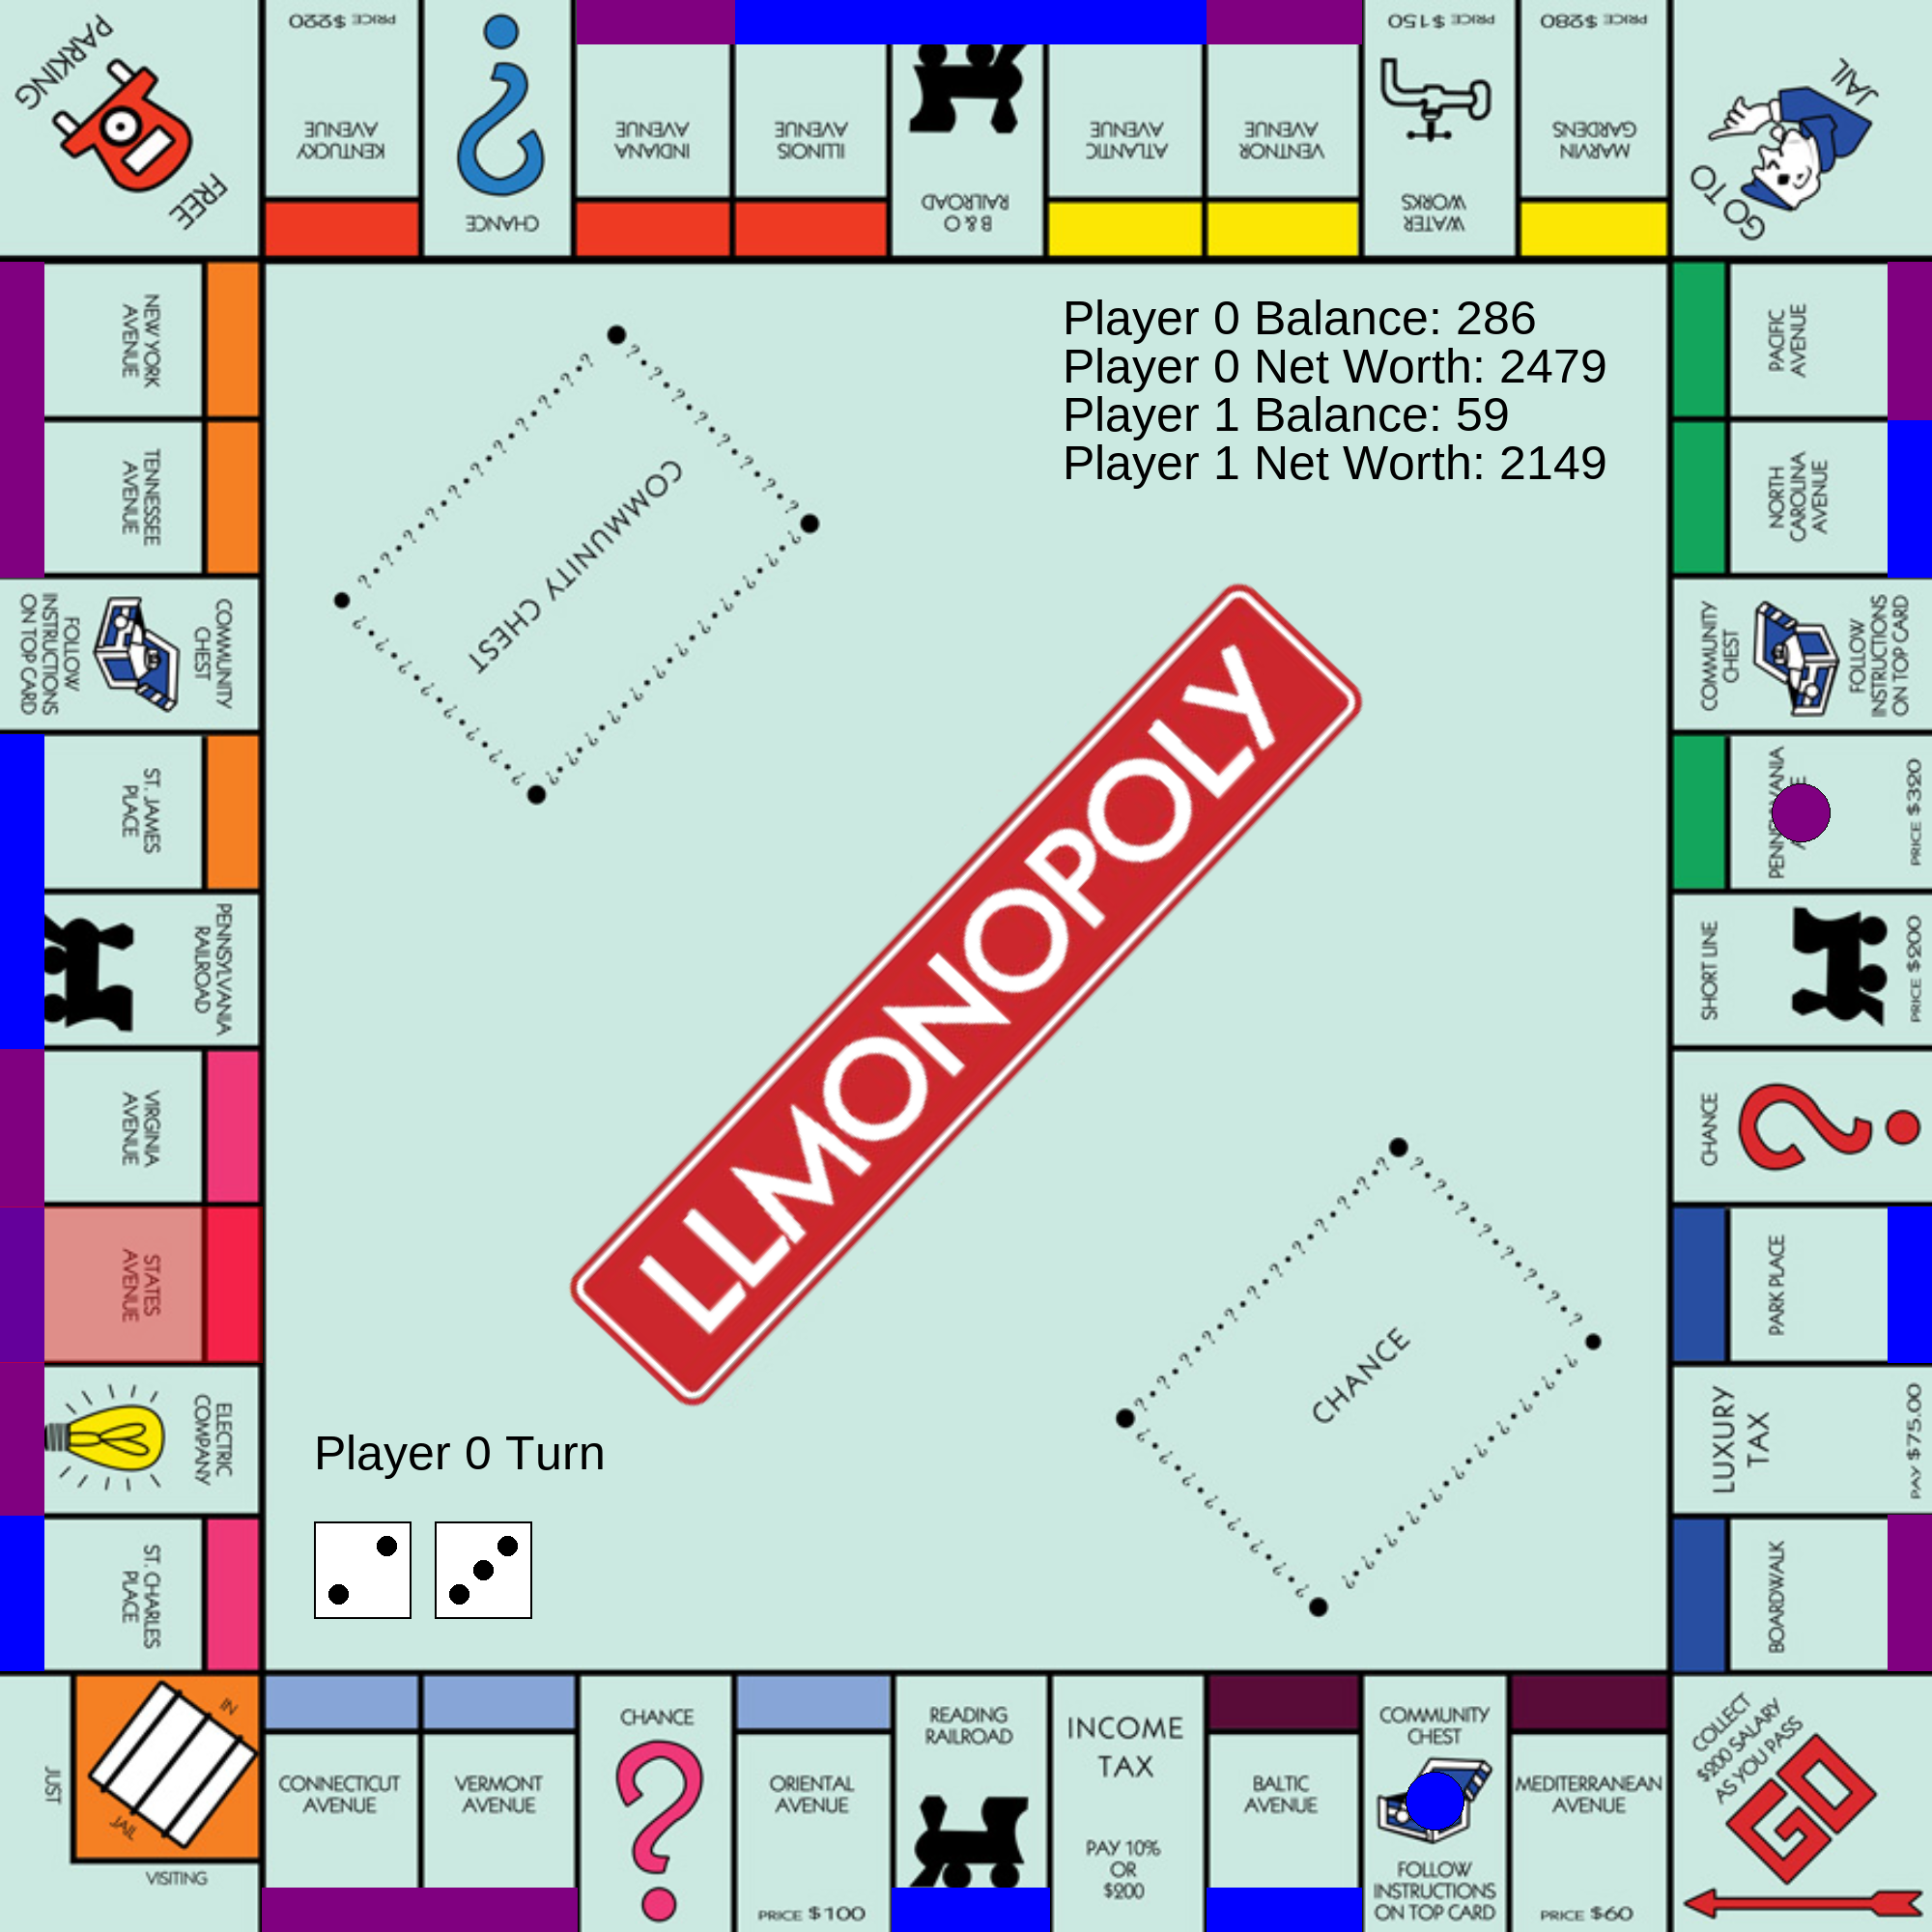 PRICE $220
KENTUCKY
AVENUE
CHANCE
INDIANA
AVENUE
ILLINOIS
AVENUE
B & O
RAILROAD
ATLANTIC
AVENUE
VENTNOR
AVENUE
PRICE $150
WATER
WORKS
PRICE $280
MARVIN
GARDENS
FREE
PARKING
GO TO
JAIL
NEW YORK
AVENUE
TENNESSEE
AVENUE
COMMUNITY
CHEST
FOLLOW
INSTRUCTIONS
ON TOP CARD
ST. JAMES
PLACE
PENNSYLVANIA
RAILROAD
VIRGINIA
AVENUE
STATES
AVENUE
ELECTRIC
COMPANY
ST. CHARLES
PLACE
Player 0 Balance: 286
Player 0 Net Worth: 2479
Player 1 Balance: 59
Player 1 Net Worth: 2149
COMMUNITY CHEST
LLMONOPOLY
CHANCE
Player 0 Turn
PACIFIC
AVENUE
NORTH
CAROLINA
AVENUE
COMMUNITY
CHEST
FOLLOW
INSTRUCTIONS
ON TOP CARD
PRICE $320
SHORT LINE
PRICE $200
CHANCE
PARK PLACE
LUXURY
TAX
PAY $75.00
BOARDWALK
JUST
VISITING
IN
JAIL
CONNECTICUT
AVENUE
VERMONT
AVENUE
CHANCE
ORIENTAL
AVENUE
PRICE $100
READING
RAILROAD
INCOME
TAX
PAY 10%
OR
$200
BALTIC
AVENUE
COMMUNITY
CHEST
FOLLOW
INSTRUCTIONS
ON TOP CARD
MEDITERRANEAN
AVENUE
PRICE $60
COLLECT
$200 SALARY
AS YOU PASS
GO